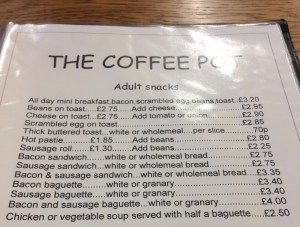 THE COFFEE POT
Adult snacks
All day mini breakfast,bacon,scrambled egg,beans,toast..£3.20
Beans on toast......£2.75 Add cheese..................£2.95
Cheese on toast....£2.75 Add tomato or onion.......£2.90
Scrambled egg on toast......................................£2.85
Thick buttered toast...white or wholemeal....per slice......70p
Hot pastie £1.85 Add beans...................£2.80
Sausage roll £1.30 Add beans...................£2.25
Bacon sandwich....white or wholemeal bread..........£2.75
Sausage sandwich...white or wholemeal bread........£2.75
Bacon & sausage sandwich...white or wholemeal bread..£3.35
Bacon baguette........white or granary...............£3.40
Sausage baguette......white or granary...............£3.40
Bacon and sausage baguette....white or granary......£4.00
Chicken or vegetable soup served with half a baguette....£2.50